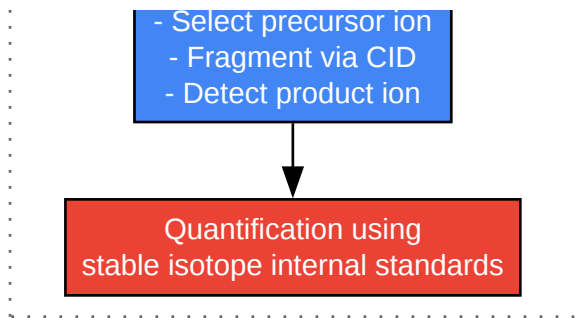 - Select precursor ion
- Fragment via CID
- Detect product ion
Quantification using
stable isotope internal standards